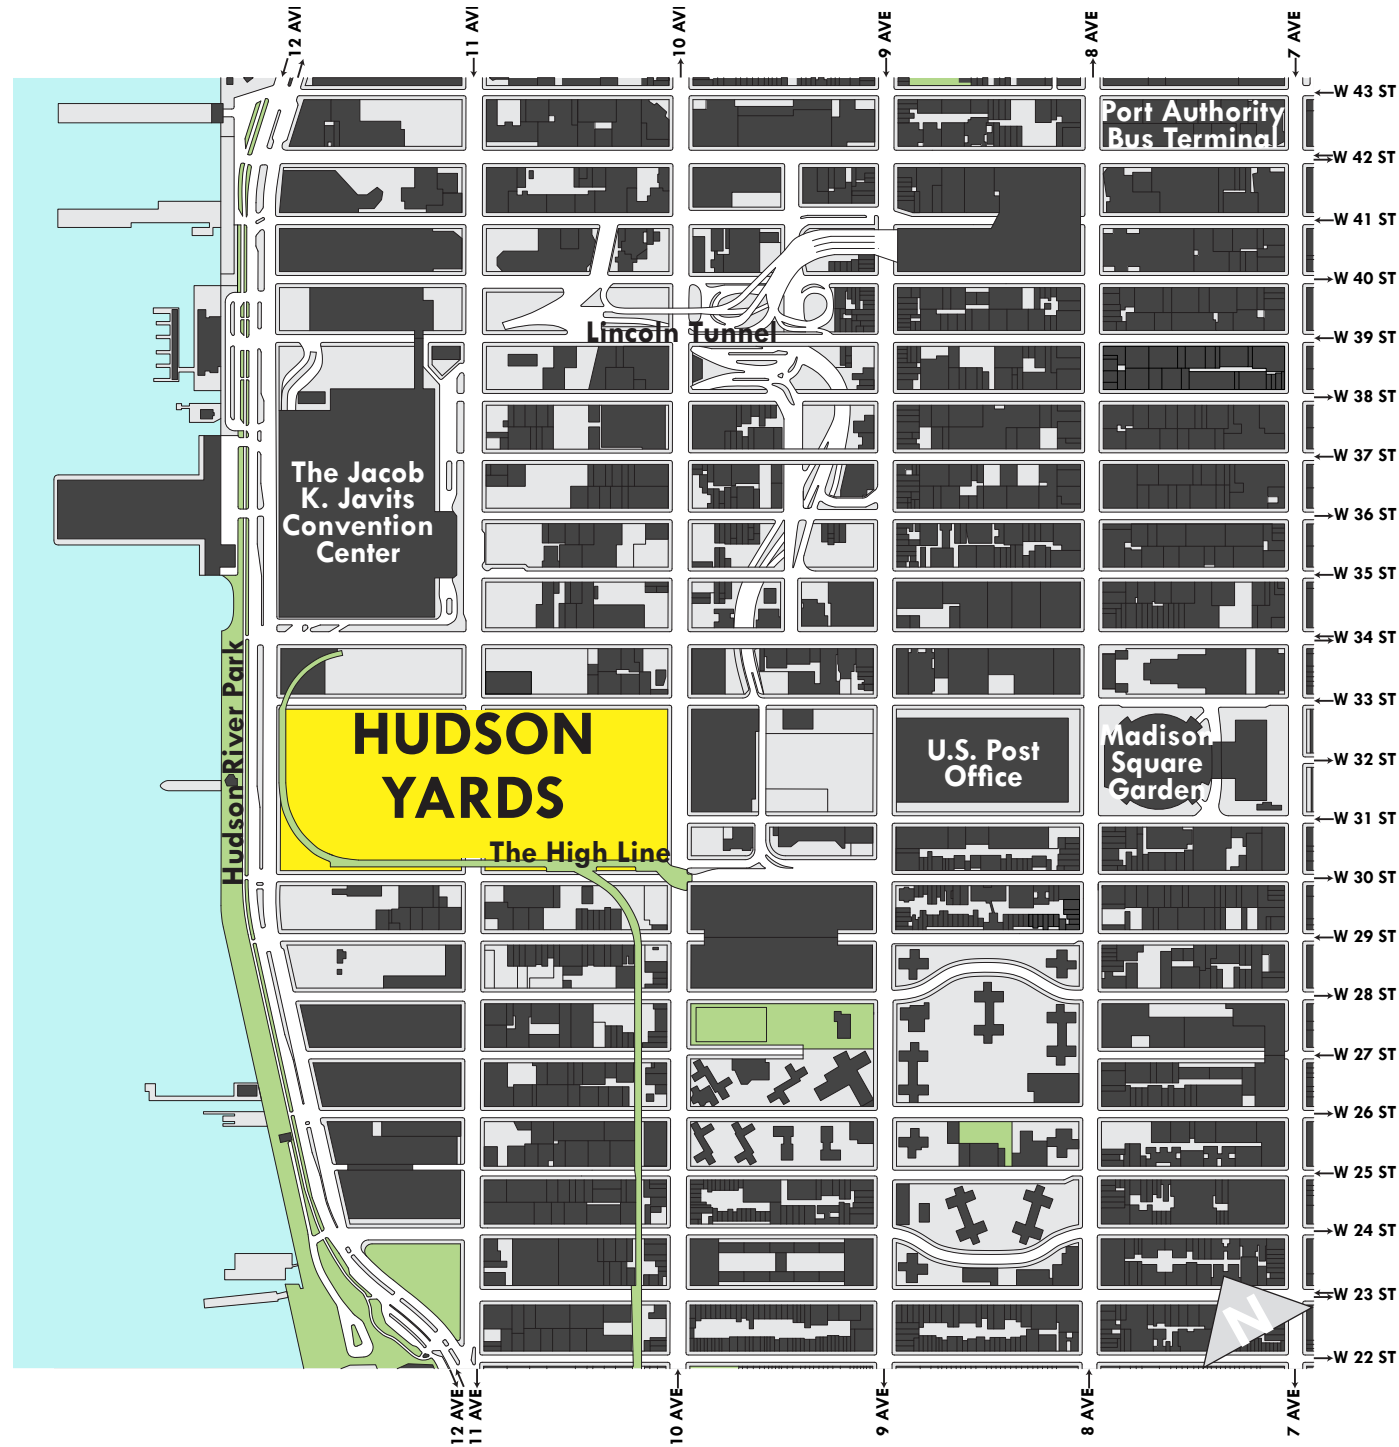 12 AVE
11 AVE
10 AVE
9 AVE
8 AVE
7 AVE
W 43 ST
Port Authority
Bus Terminal
W 42 ST
W 41 ST
W 40 ST
Lincoln Tunnel
W 39 ST
W 38 ST
W 37 ST
The Jacob
K. Javits
Convention
Center
W 36 ST
W 35 ST
W 34 ST
Hudson River Park
W 33 ST
HUDSON
YARDS
U.S. Post
Office
Madison
Square
Garden
W 32 ST
W 31 ST
The High Line
W 30 ST
W 29 ST
W 28 ST
W 27 ST
W 26 ST
W 25 ST
W 24 ST
W 23 ST
N
W 22 ST
12 AVE
11 AVE
10 AVE
9 AVE
8 AVE
7 AVE